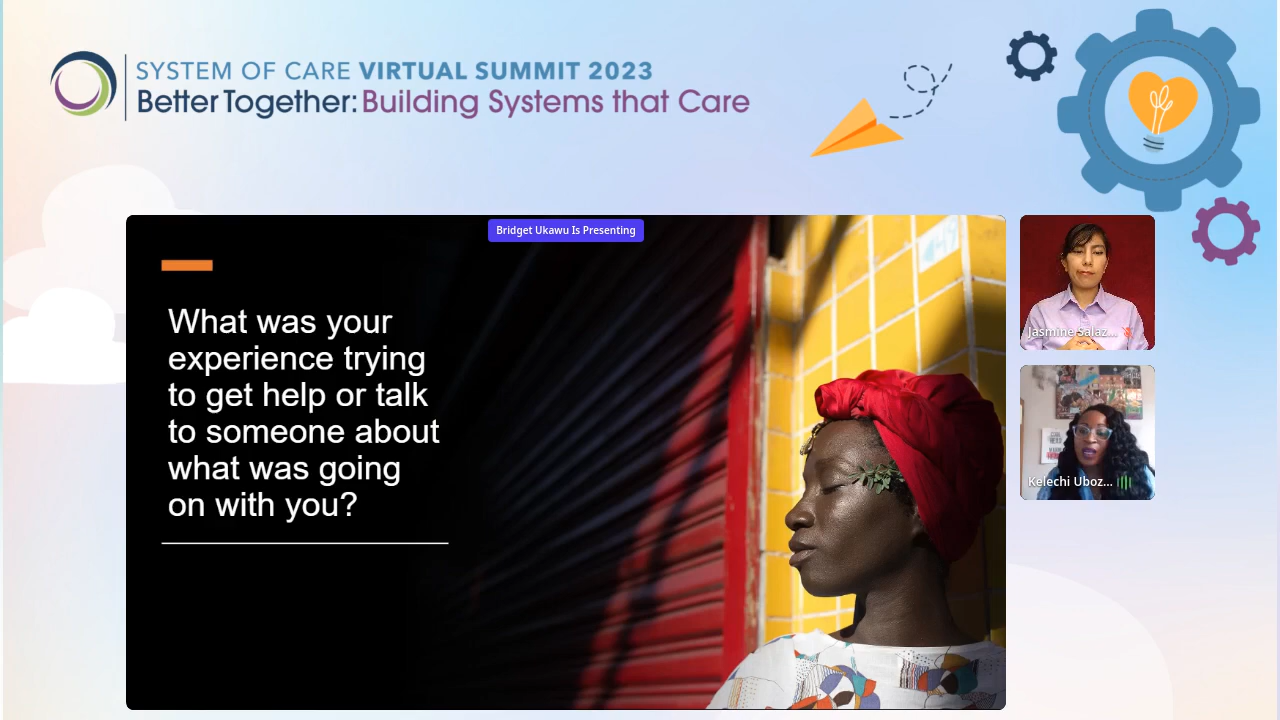 SYSTEM OF CARE VIRTUAL SUMMIT 2023
Better Together: Building Systems that Care
Bridget Ukawu Is Presenting
What was your
experience trying
to get help or talk
to someone about
what was going
on with you?
Jasmine Salaz...
Kelechi Uboz...